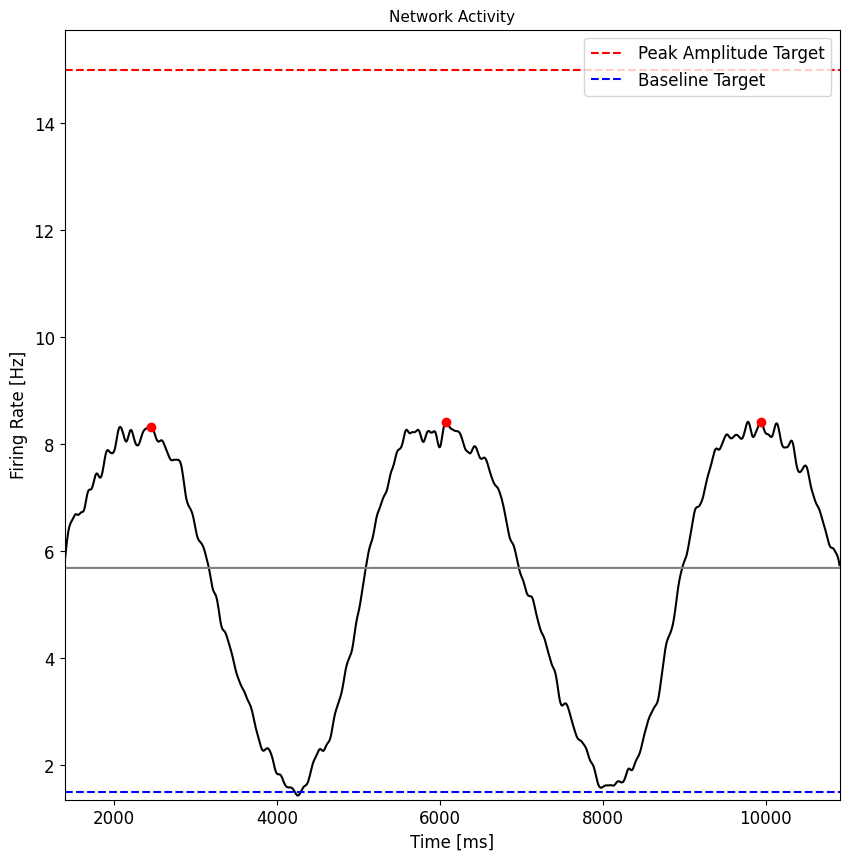 Network Activity
Peak Amplitude Target
Baseline Target
14
12
10
8
6
4
2
Firing Rate [Hz]
2000 4000 6000 8000 10000
Time [ms]